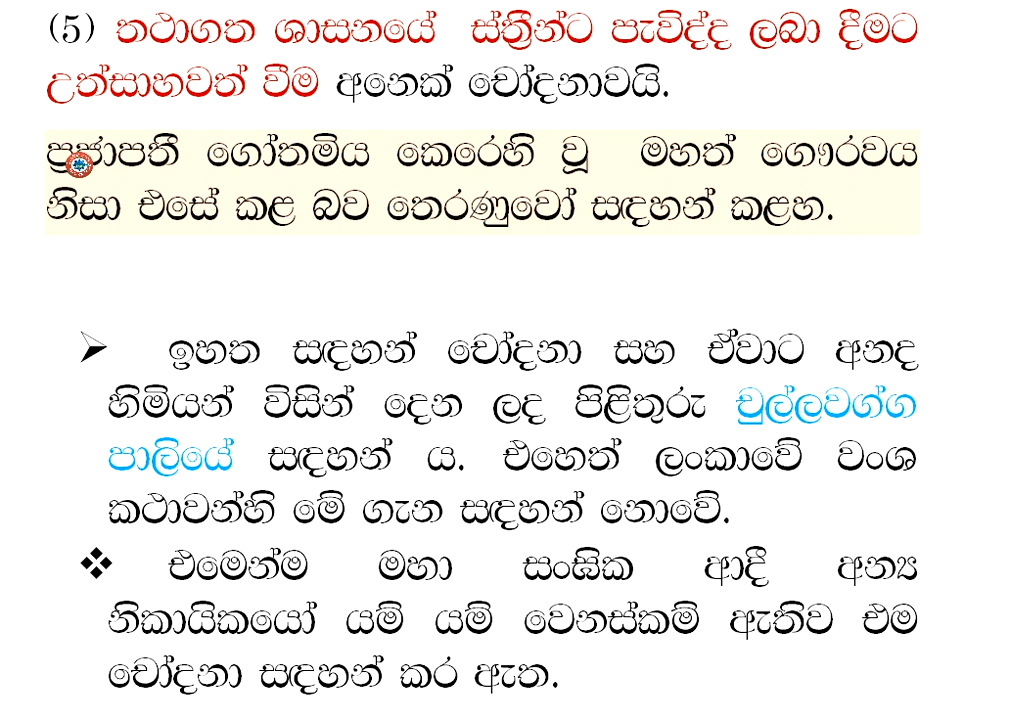 (5) තථාගත ශාසනයේ ස්ත්‍රීන්ට පැවිද්ද ලබා දීමට
උත්සාහවත් වීම අනෙක් චෝදනාවයි.
ප්‍රජාපතී ගෝතමිය කෙරෙහි වූ මහත් ගෞරවය
නිසා එසේ කළ බව තෙරණුවෝ සඳහන් කළහ.
➢ ඉහත සඳහන් චෝදනා සහ ඒවාට අනඳ
හිමියන් විසින් දෙන ලද පිළිතුරු චුල්ලවග්ග
පාලියේ සඳහන් ය. එහෙත් ලංකාවේ වංශ
කථාවන්හි මේ ගැන සඳහන් නොවේ.
❖ එමෙන්ම මහා සංඝික ආදී අන්‍ය
නිකායිකයෝ යම් යම් වෙනස්කම් ඇතිව එම
චෝදනා සඳහන් කර ඇත.